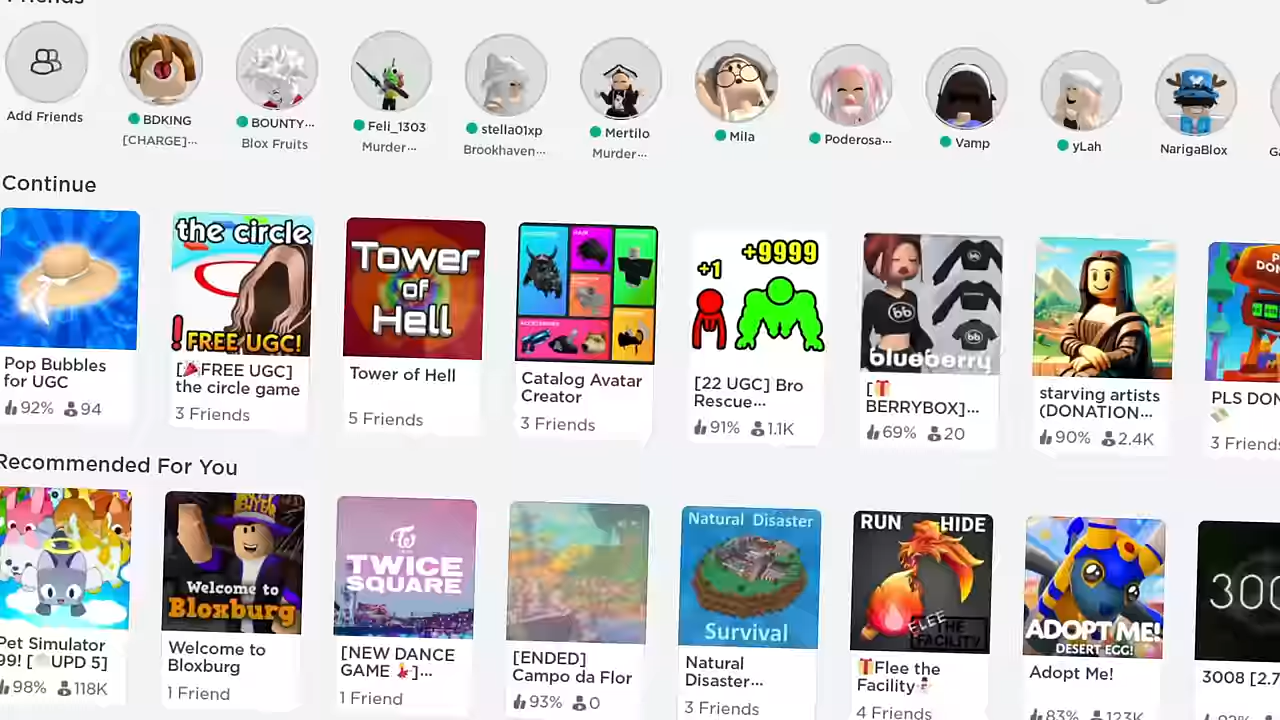 Friends
Add Friends
BDKING
[CHARGE]...
BOUNTY...
Blox Fruits
Feli_1303
Murder...
stella01xp
Brookhaven...
Mertilo
Murder...
Mila
Poderosa...
Vamp
yLah
NarigaBlox
Continue
the circle
FREE UGC!
Tower
of
Hell
+1
+9999
bb
blueberry
Pop Bubbles
for UGC
92% 94
[🎉FREE UGC]
the circle game
3 Friends
Tower of Hell
5 Friends
Catalog Avatar
Creator
3 Friends
[22 UGC] Bro
Rescue...
91% 1.1K
[🎁
BERRYBOX]...
69% 20
starving artists
(DONATION...
90% 2.4K
PLS DON
💸
3 Friends
Recommended For You
Welcome to
Bloxburg
TWICE
SQUARE
Natural Disaster
Survival
RUN HIDE
FLEE
THE
FACILITY
ADOPT ME!
DESERT EGG!
300
Pet Simulator
99! [☁️UPD 5]
98% 118K
Welcome to
Bloxburg
1 Friend
[NEW DANCE
GAME 💃]...
1 Friend
[ENDED]
Campo da Flor
93% 0
Natural
Disaster...
3 Friends
🎁Flee the
Facility⛄
4 Friends
Adopt Me!
83% 123K
3008 [2.7